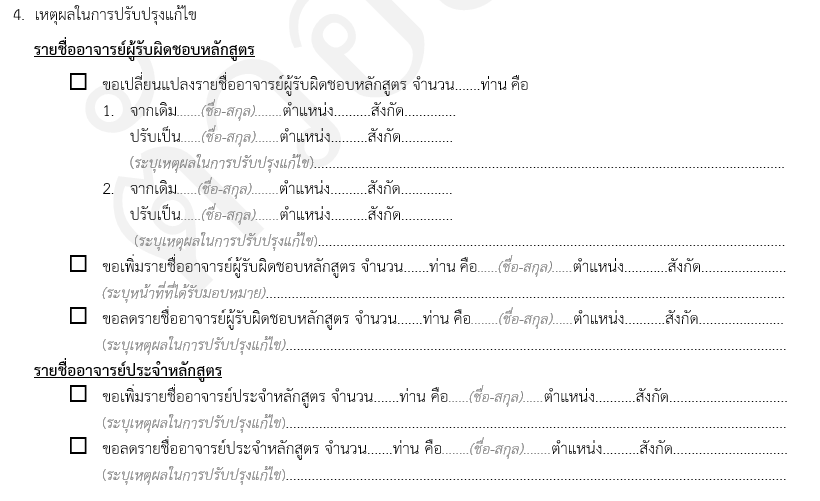 4. เหตุผลในการปรับปรุงแก้ไข
รายชื่ออาจารย์ผู้รับผิดชอบหลักสูตร
ขอเปลี่ยนแปลงรายชื่ออาจารย์ผู้รับผิดชอบหลักสูตร จำนวน.......ท่าน คือ
1. จากเดิม.......(ชื่อ-สกุล)........ตำแหน่ง..........สังกัด..............
ปรับเป็น......(ชื่อ-สกุล)........ตำแหน่ง..........สังกัด..............
(ระบุเหตุผลในการปรับปรุงแก้ไข)................................................................
2. จากเดิม......(ชื่อ-สกุล)........ตำแหน่ง..........สังกัด..............
ปรับเป็น......(ชื่อ-สกุล)........ตำแหน่ง..........สังกัด..............
(ระบุเหตุผลในการปรับปรุงแก้ไข)................................................................
ขอเพิ่มรายชื่ออาจารย์ผู้รับผิดชอบหลักสูตร จำนวน.......ท่าน คือ......(ชื่อ-สกุล)......ตำแหน่ง............สังกัด.......................
(ระบุหน้าที่ที่ได้รับมอบหมาย)................................................................
ขอลดรายชื่ออาจารย์ผู้รับผิดชอบหลักสูตร จำนวน.......ท่าน คือ........(ชื่อ-สกุล)......ตำแหน่ง...........สังกัด.......................
(ระบุเหตุผลในการปรับปรุงแก้ไข)................................................................
รายชื่ออาจารย์ประจำหลักสูตร
ขอเพิ่มรายชื่ออาจารย์ประจำหลักสูตร จำนวน.......ท่าน คือ......(ชื่อ-สกุล)......ตำแหน่ง...........สังกัด................................
(ระบุเหตุผลในการปรับปรุงแก้ไข)................................................................
ขอลดรายชื่ออาจารย์ประจำหลักสูตร จำนวน.......ท่าน คือ........(ชื่อ-สกุล)........ตำแหน่ง..........สังกัด...............................
(ระบุเหตุผลในการปรับปรุงแก้ไข)................................................................